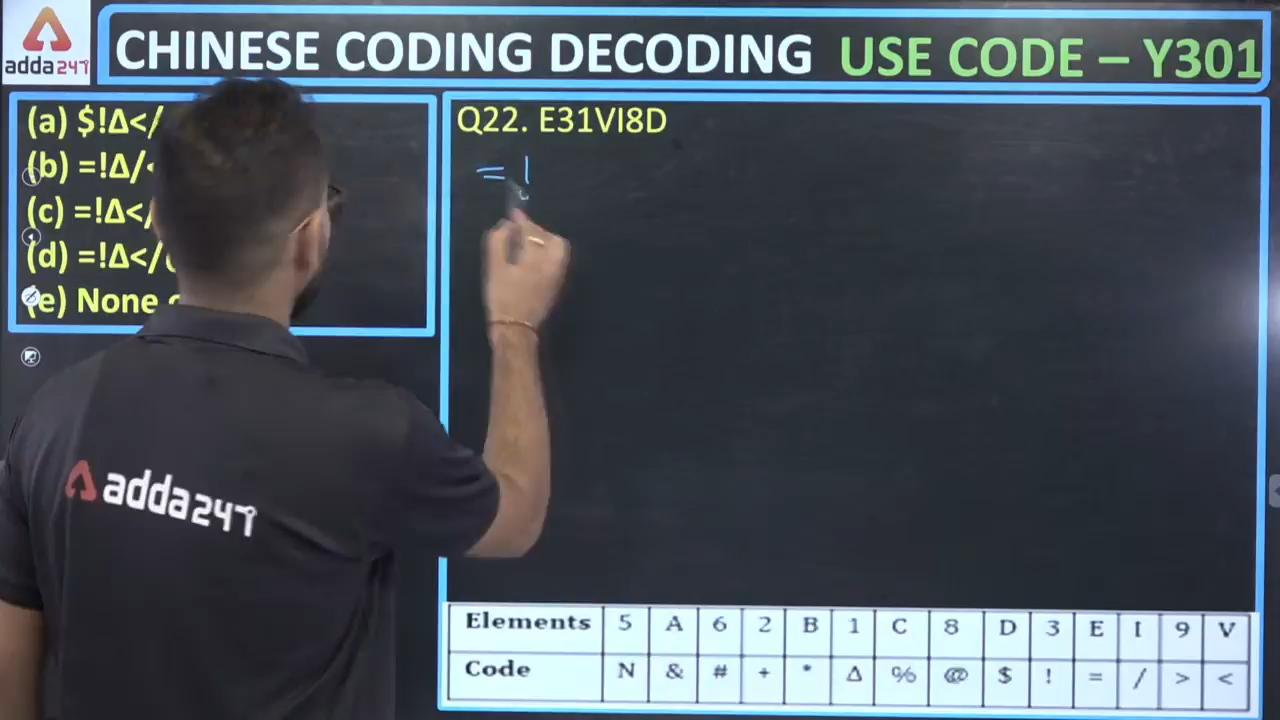 adda247
CHINESE CODING DECODING USE CODE – Y301
(a) $!Δ</
(b) =!Δ/
(c) =!Δ</
(d) =!Δ</
(e) None
Q22. E31VI8D
= !
adda247
Elements 5 A 6 2 B 1 C 8 D 3 E I 9 V
Code N & # + * Δ % @ $ ! = / > <